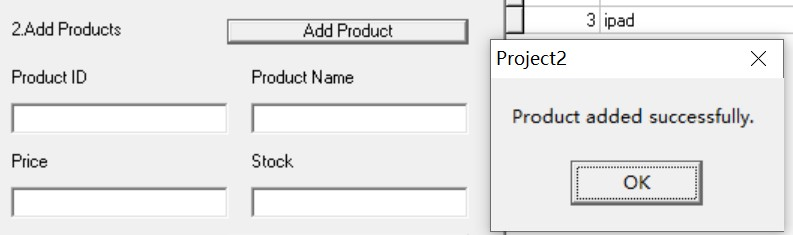 2.Add Products
Add Product
Product ID
Product Name
Price
Stock
3 ipad
Project2
Product added successfully.
OK